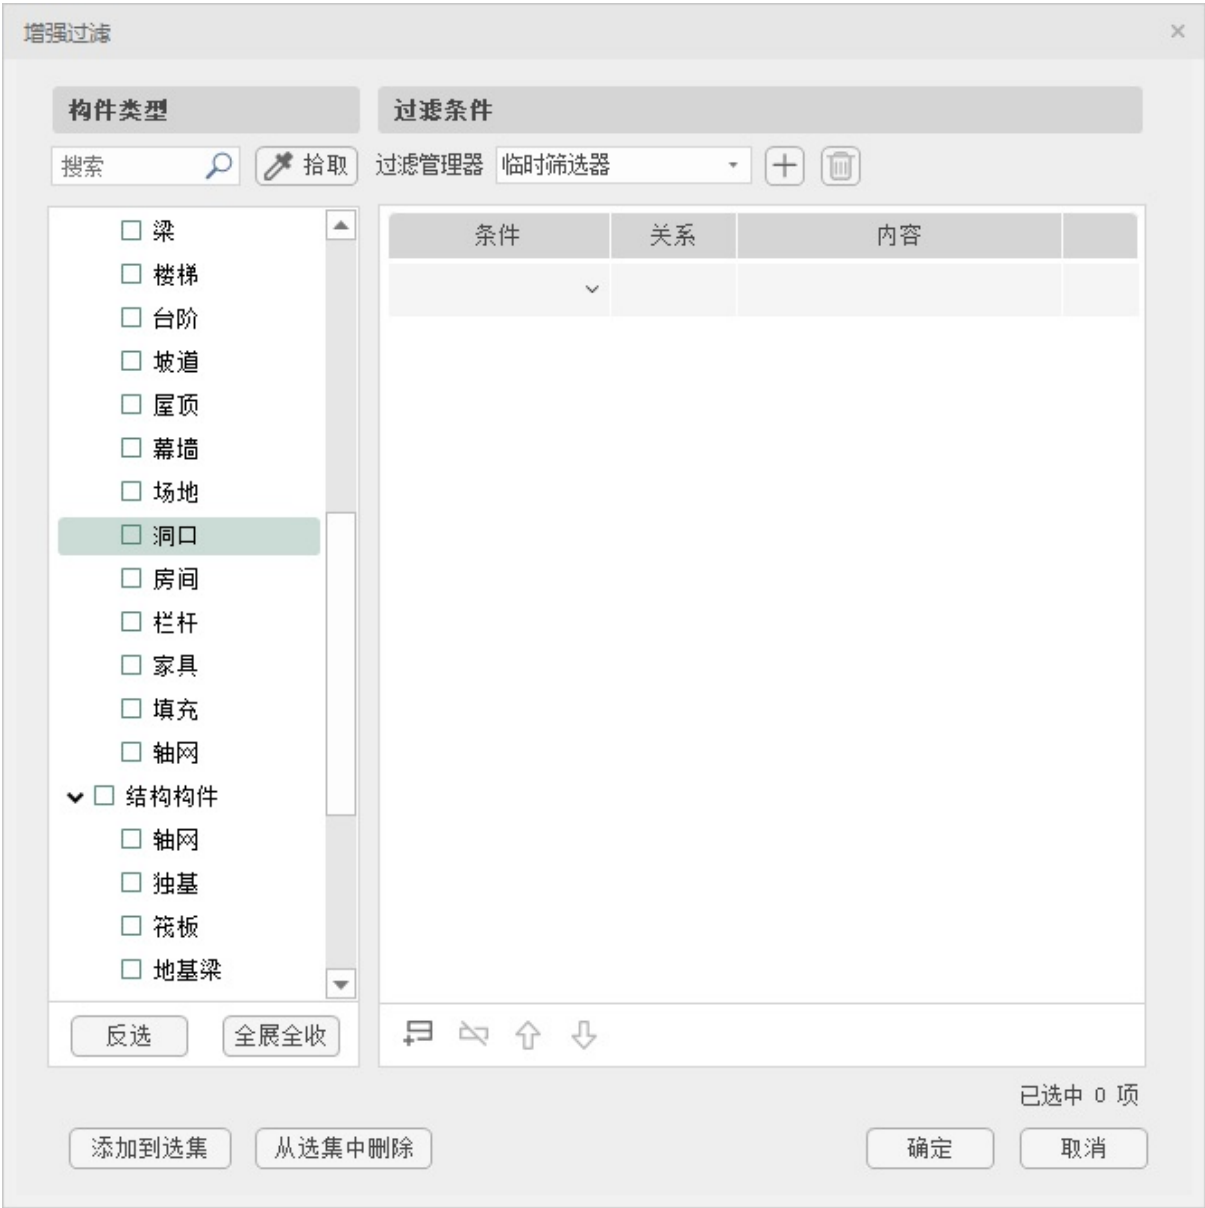 增强过滤
构件类型
过滤条件
搜索
拾取
过滤管理器
临时筛选器
梁
楼梯
台阶
坡道
屋顶
幕墙
场地
洞口
房间
栏杆
家具
填充
轴网
结构构件
轴网
独基
筏板
地基梁
反选
全展全收
条件
关系
内容
已选中 0 项
添加到选集
从选集中删除
确定
取消